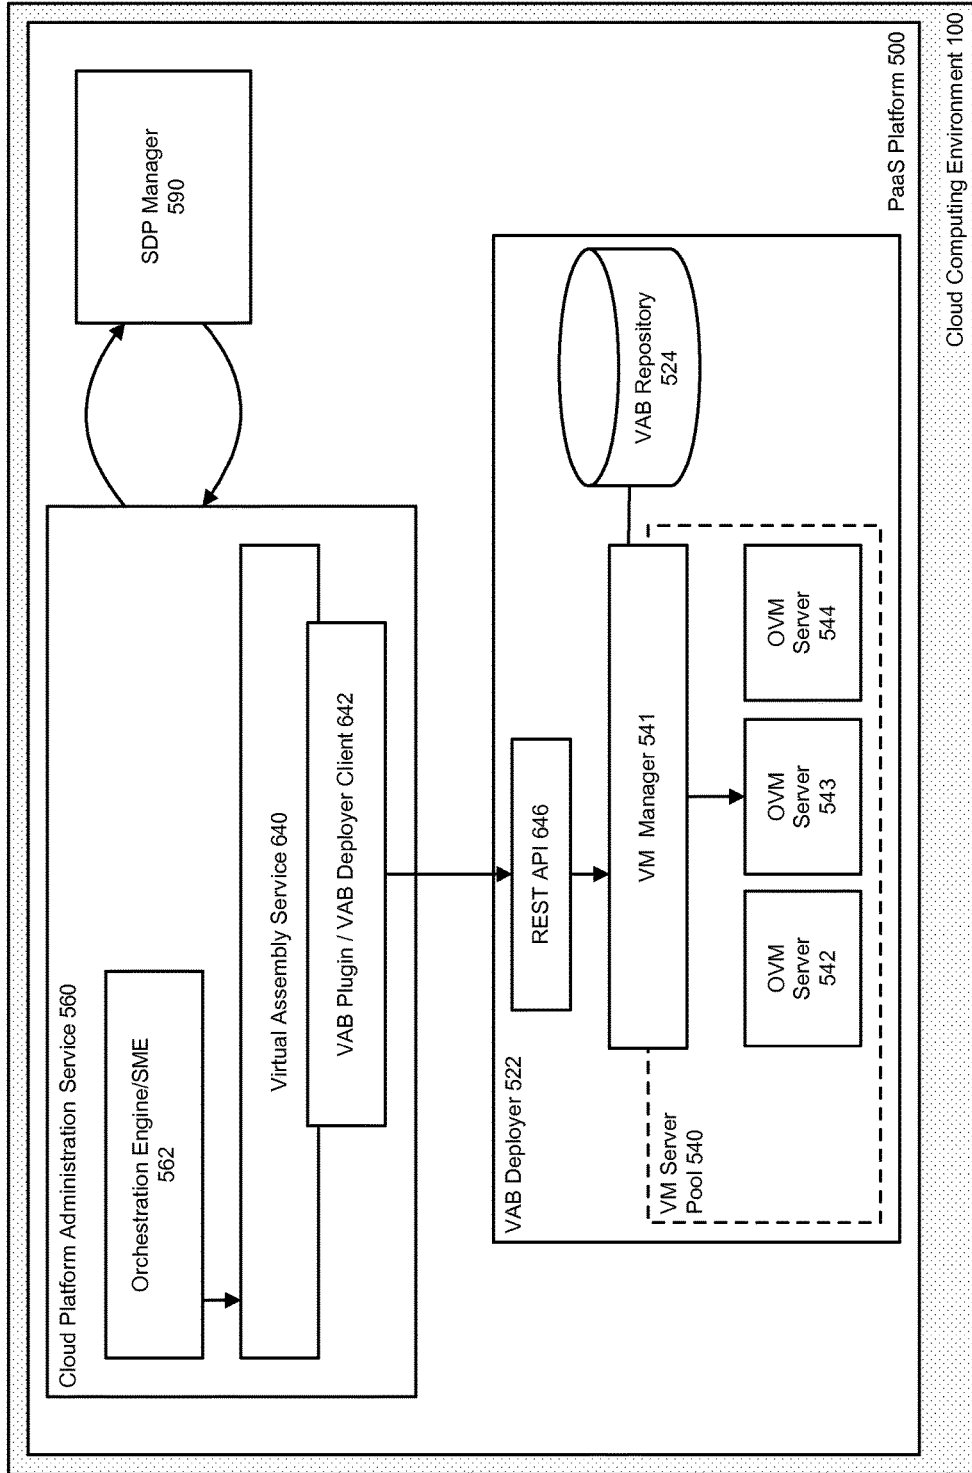 Cloud Platform Administration Service 560
Orchestration Engine/SME
562
Virtual Assembly Service 640
VAB Plugin / VAB Deployer Client 642
SDP Manager
590
VAB Deployer 522
REST API 646
VM Manager 541
VAB Repository
524
VM Server
Pool 540
OVM
Server
542
OVM
Server
543
OVM
Server
544
PaaS Platform 500
Cloud Computing Environment 100